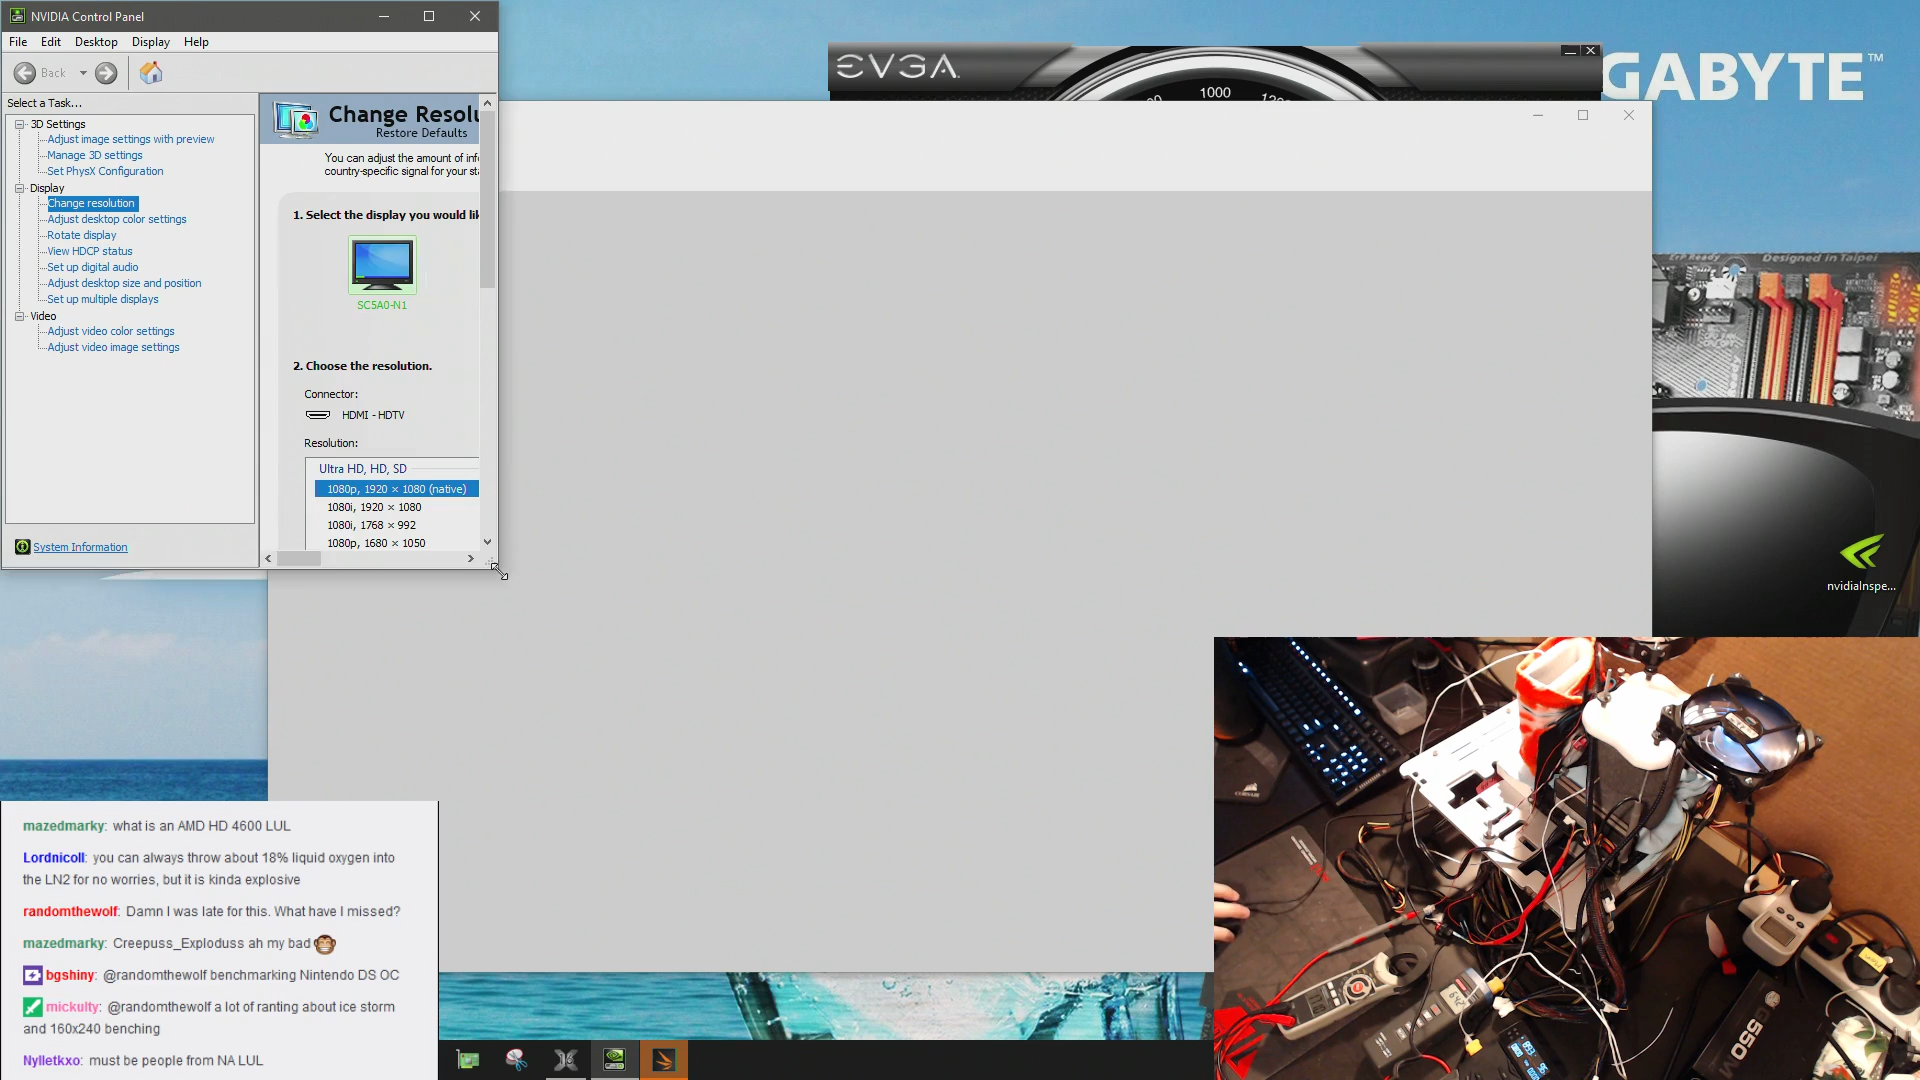 NVIDIA Control Panel
File Edit Desktop Display Help
Back
Select a Task...
3D Settings
Adjust image settings with preview
Manage 3D settings
Set PhysX Configuration
Display
Change resolution
Adjust desktop color settings
Rotate display
View HDCP status
Set up digital audio
Adjust desktop size and position
Set up multiple displays
Video
Adjust video color settings
Adjust video image settings
System Information
Change Resolu
Restore Defaults
You can adjust the amount of inf
country-specific signal for your sta
1. Select the display you would lik
SC5A0-N1
2. Choose the resolution.
Connector:
HDMI - HDTV
Resolution:
Ultra HD, HD, SD
1080p, 1920 × 1080 (native)
1080i, 1920 × 1080
1080i, 1768 × 992
1080p, 1680 × 1050
EVGA
1000
GABYTE™
ErP Ready
Designed in Taipei
nvidiaInspe...
mazedmarky: what is an AMD HD 4600 LUL
Lordnicoll: you can always throw about 18% liquid oxygen into
the LN2 for no worries, but it is kinda explosive
randomthewolf: Damn I was late for this. What have I missed?
mazedmarky: Creepuss_Exploduss ah my bad
bgshiny: @randomthewolf benchmarking Nintendo DS OC
mickulty: @randomthewolf a lot of ranting about ice storm
and 160x240 benching
Nylletkxo: must be people from NA LUL
CORSAIR
550